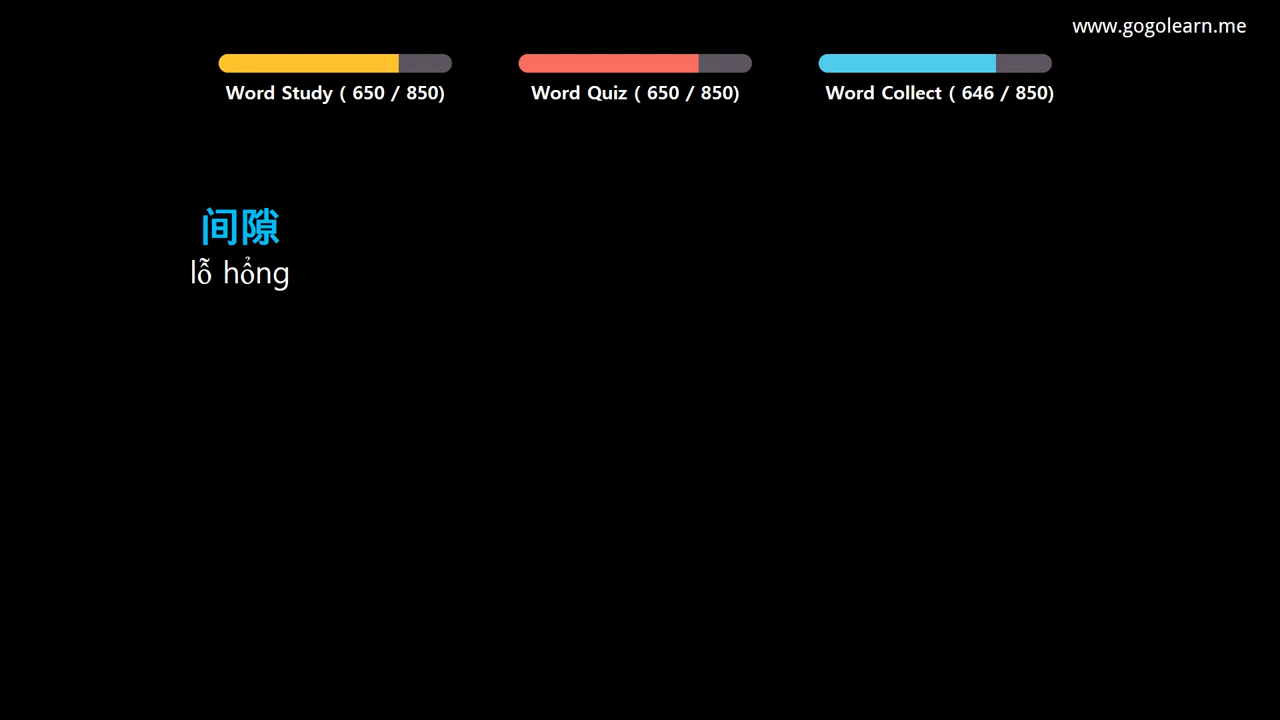 www.gogolearn.me
Word Study ( 650 / 850)
Word Quiz ( 650 / 850)
Word Collect ( 646 / 850)
间隙
lỗ hổng